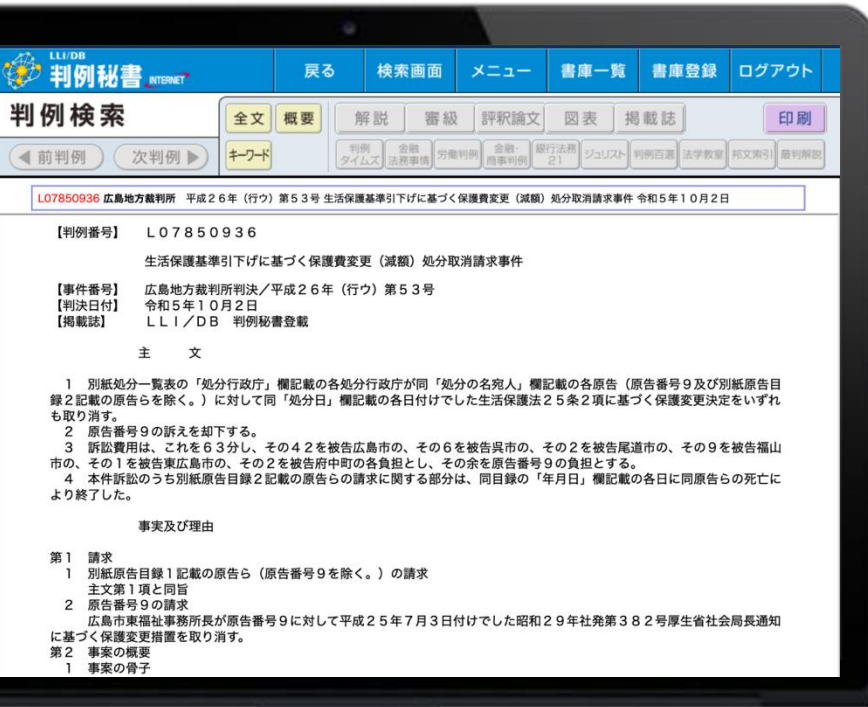 LLI/DB
判例秘書 INTERNET
戻る 検索画面 メニュー 書庫一覧 書庫登録 ログアウト
判例検索
全文 概要 解説 審級 評釈論文 図表 掲載誌 印刷
前判例 次判例 キーワード 判例タイムズ 金融法務事情 労働判例 金融・商事判例 銀行法務21 ジュリスト 判例百選 法学教室 邦文索引 最判解説
L07850936 広島地方裁判所 平成26年(行ウ)第53号 生活保護基準引下げに基づく保護費変更(減額)処分取消請求事件 令和5年10月2日
【判例番号】 L07850936
生活保護基準引下げに基づく保護費変更(減額)処分取消請求事件
【事件番号】 広島地方裁判所判決/平成26年(行ウ)第53号
【判決日付】 令和5年10月2日
【掲載誌】 LLI/DB 判例秘書登載
主 文
1 別紙処分一覧表の「処分行政庁」欄記載の各処分行政庁が同「処分の名宛人」欄記載の各原告(原告番号9及び別紙原告目
録2記載の原告らを除く。)に対して同「処分日」欄記載の各日付けでした生活保護法25条2項に基づく保護変更決定をいずれ
も取り消す。
2 原告番号9の訴えを却下する。
3 訴訟費用は、これを63分し、その42を被告広島市の、その6を被告呉市の、その2を被告尾道市の、その9を被告福山
市の、その1を被告東広島市の、その2を被告府中町の各負担とし、その余を原告番号9の負担とする。
4 本件訴訟のうち別紙原告目録2記載の原告らの請求に関する部分は、同目録の「年月日」欄記載の各日に同原告らの死亡に
より終了した。
事実及び理由
第1 請求
1 別紙原告目録1記載の原告ら(原告番号9を除く。)の請求
主文第1項と同旨
2 原告番号9の請求
広島市東福祉事務所長が原告番号9に対して平成25年7月3日付けでした昭和29年社発第382号厚生省社会局長通知
に基づく保護変更措置を取り消す。
第2 事案の概要
1 事案の骨子